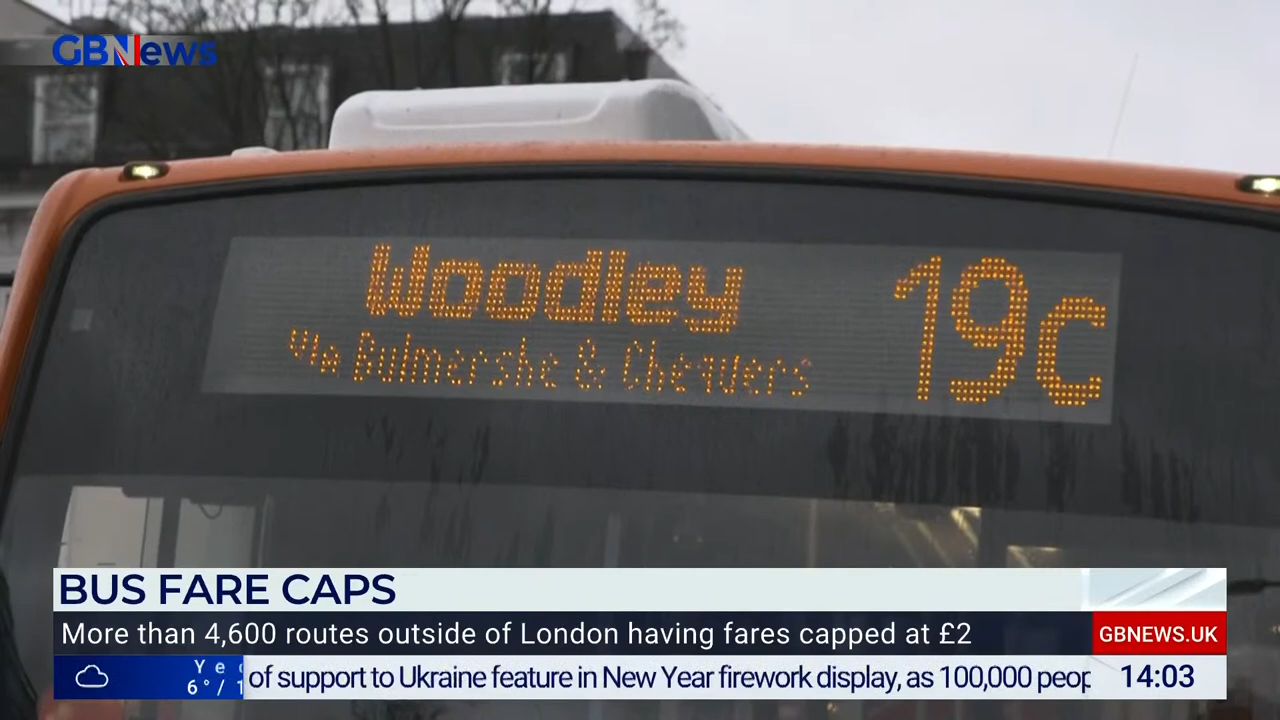 GBNews
Woodley
19c
Via Bulmershe & Chequers
BUS FARE CAPS
More than 4,600 routes outside of London having fares capped at £2
GBNEWS.UK
6°/
of support to Ukraine feature in New Year firework display, as 100,000
14:03